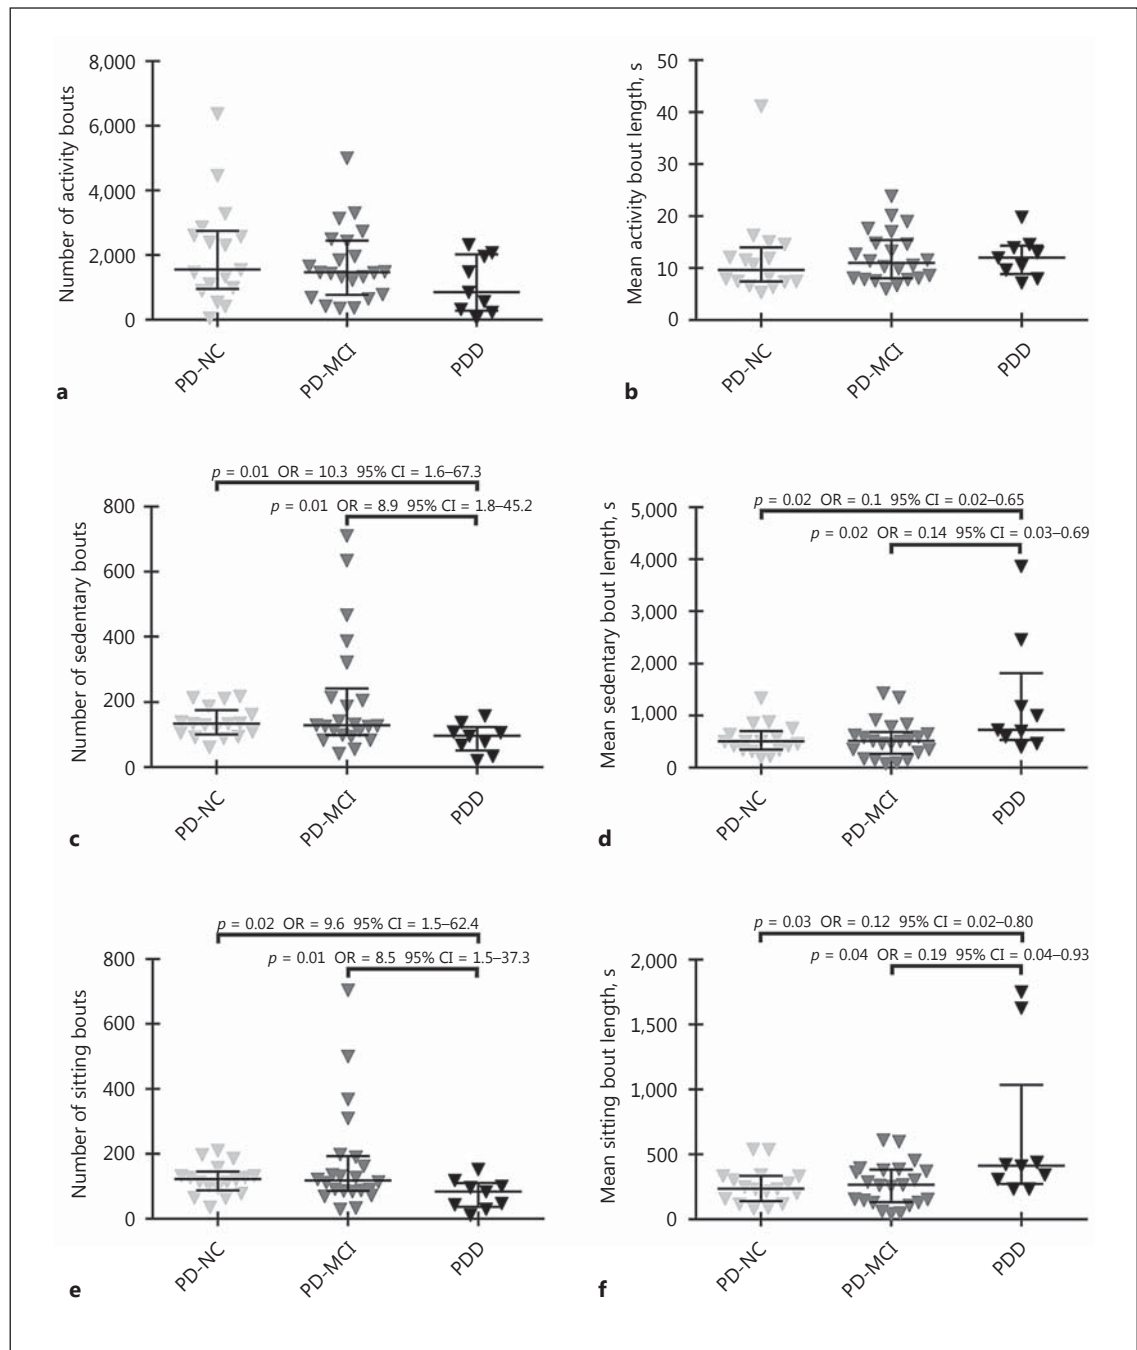 8,000
6,000
4,000
2,000
0
Number of activity bouts
PD-NC
PD-MCI
PDD
a
50
40
30
20
10
0
Mean activity bout length, s
PD-NC
PD-MCI
PDD
b
p = 0.01 OR = 10.3 95% CI = 1.6–67.3
p = 0.01 OR = 8.9 95% CI = 1.8–45.2
800
600
400
200
0
Number of sedentary bouts
PD-NC
PD-MCI
PDD
c
p = 0.02 OR = 0.1 95% CI = 0.02–0.65
p = 0.02 OR = 0.14 95% CI = 0.03–0.69
5,000
4,000
3,000
2,000
1,000
0
Mean sedentary bout length, s
PD-NC
PD-MCI
PDD
d
p = 0.02 OR = 9.6 95% CI = 1.5–62.4
p = 0.01 OR = 8.5 95% CI = 1.5–37.3
800
600
400
200
0
Number of sitting bouts
PD-NC
PD-MCI
PDD
e
p = 0.03 OR = 0.12 95% CI = 0.02–0.80
p = 0.04 OR = 0.19 95% CI = 0.04–0.93
2,000
1,500
1,000
500
0
Mean sitting bout length, s
PD-NC
PD-MCI
PDD
f